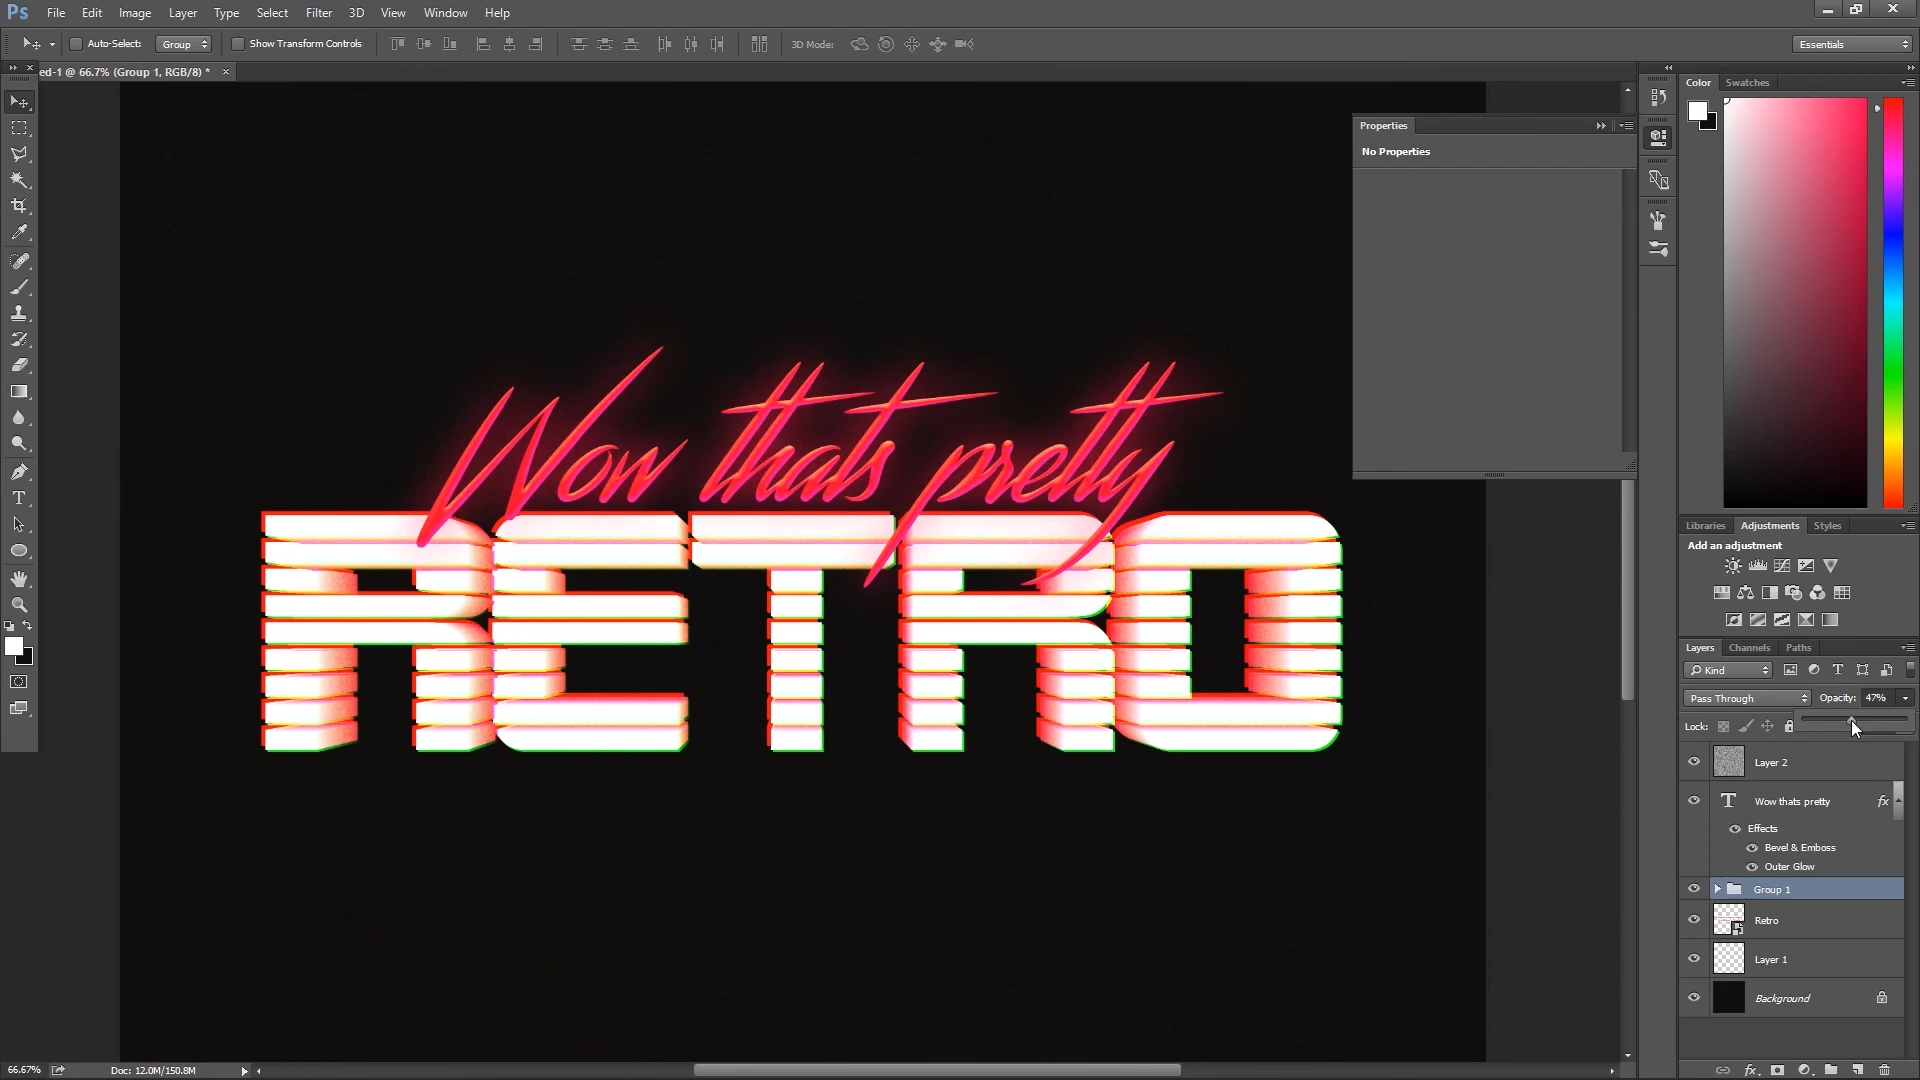 Ps File Edit Image Layer Type Select Filter 3D View Window Help
Auto-Select: Group Show Transform Controls 3D Mode: Essentials
ed-1 @ 66.7% (Group 1, RGB/8) * ×
Color Swatches
Properties
No Properties
Wow thats pretty
RETRO
Libraries Adjustments Styles
Add an adjustment
Layers Channels Paths
Kind
Pass Through Opacity: 47%
Lock:
Layer 2
Wow thats pretty fx
Effects
Bevel & Emboss
Outer Glow
Group 1
Retro
Layer 1
Background
66.67% Doc: 12.0M/150.8M
fx